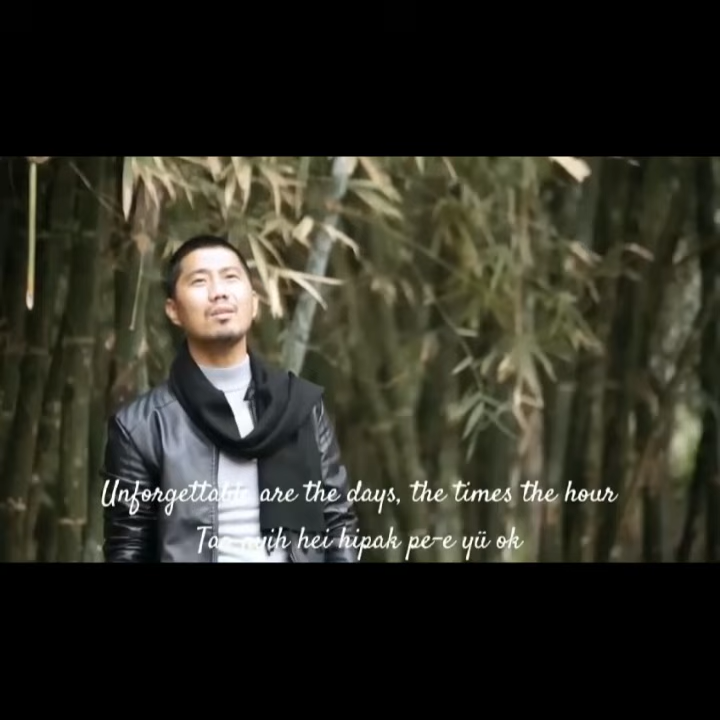 Unforgettable are the days, the times the hour
hei hipak pe-e yü ok